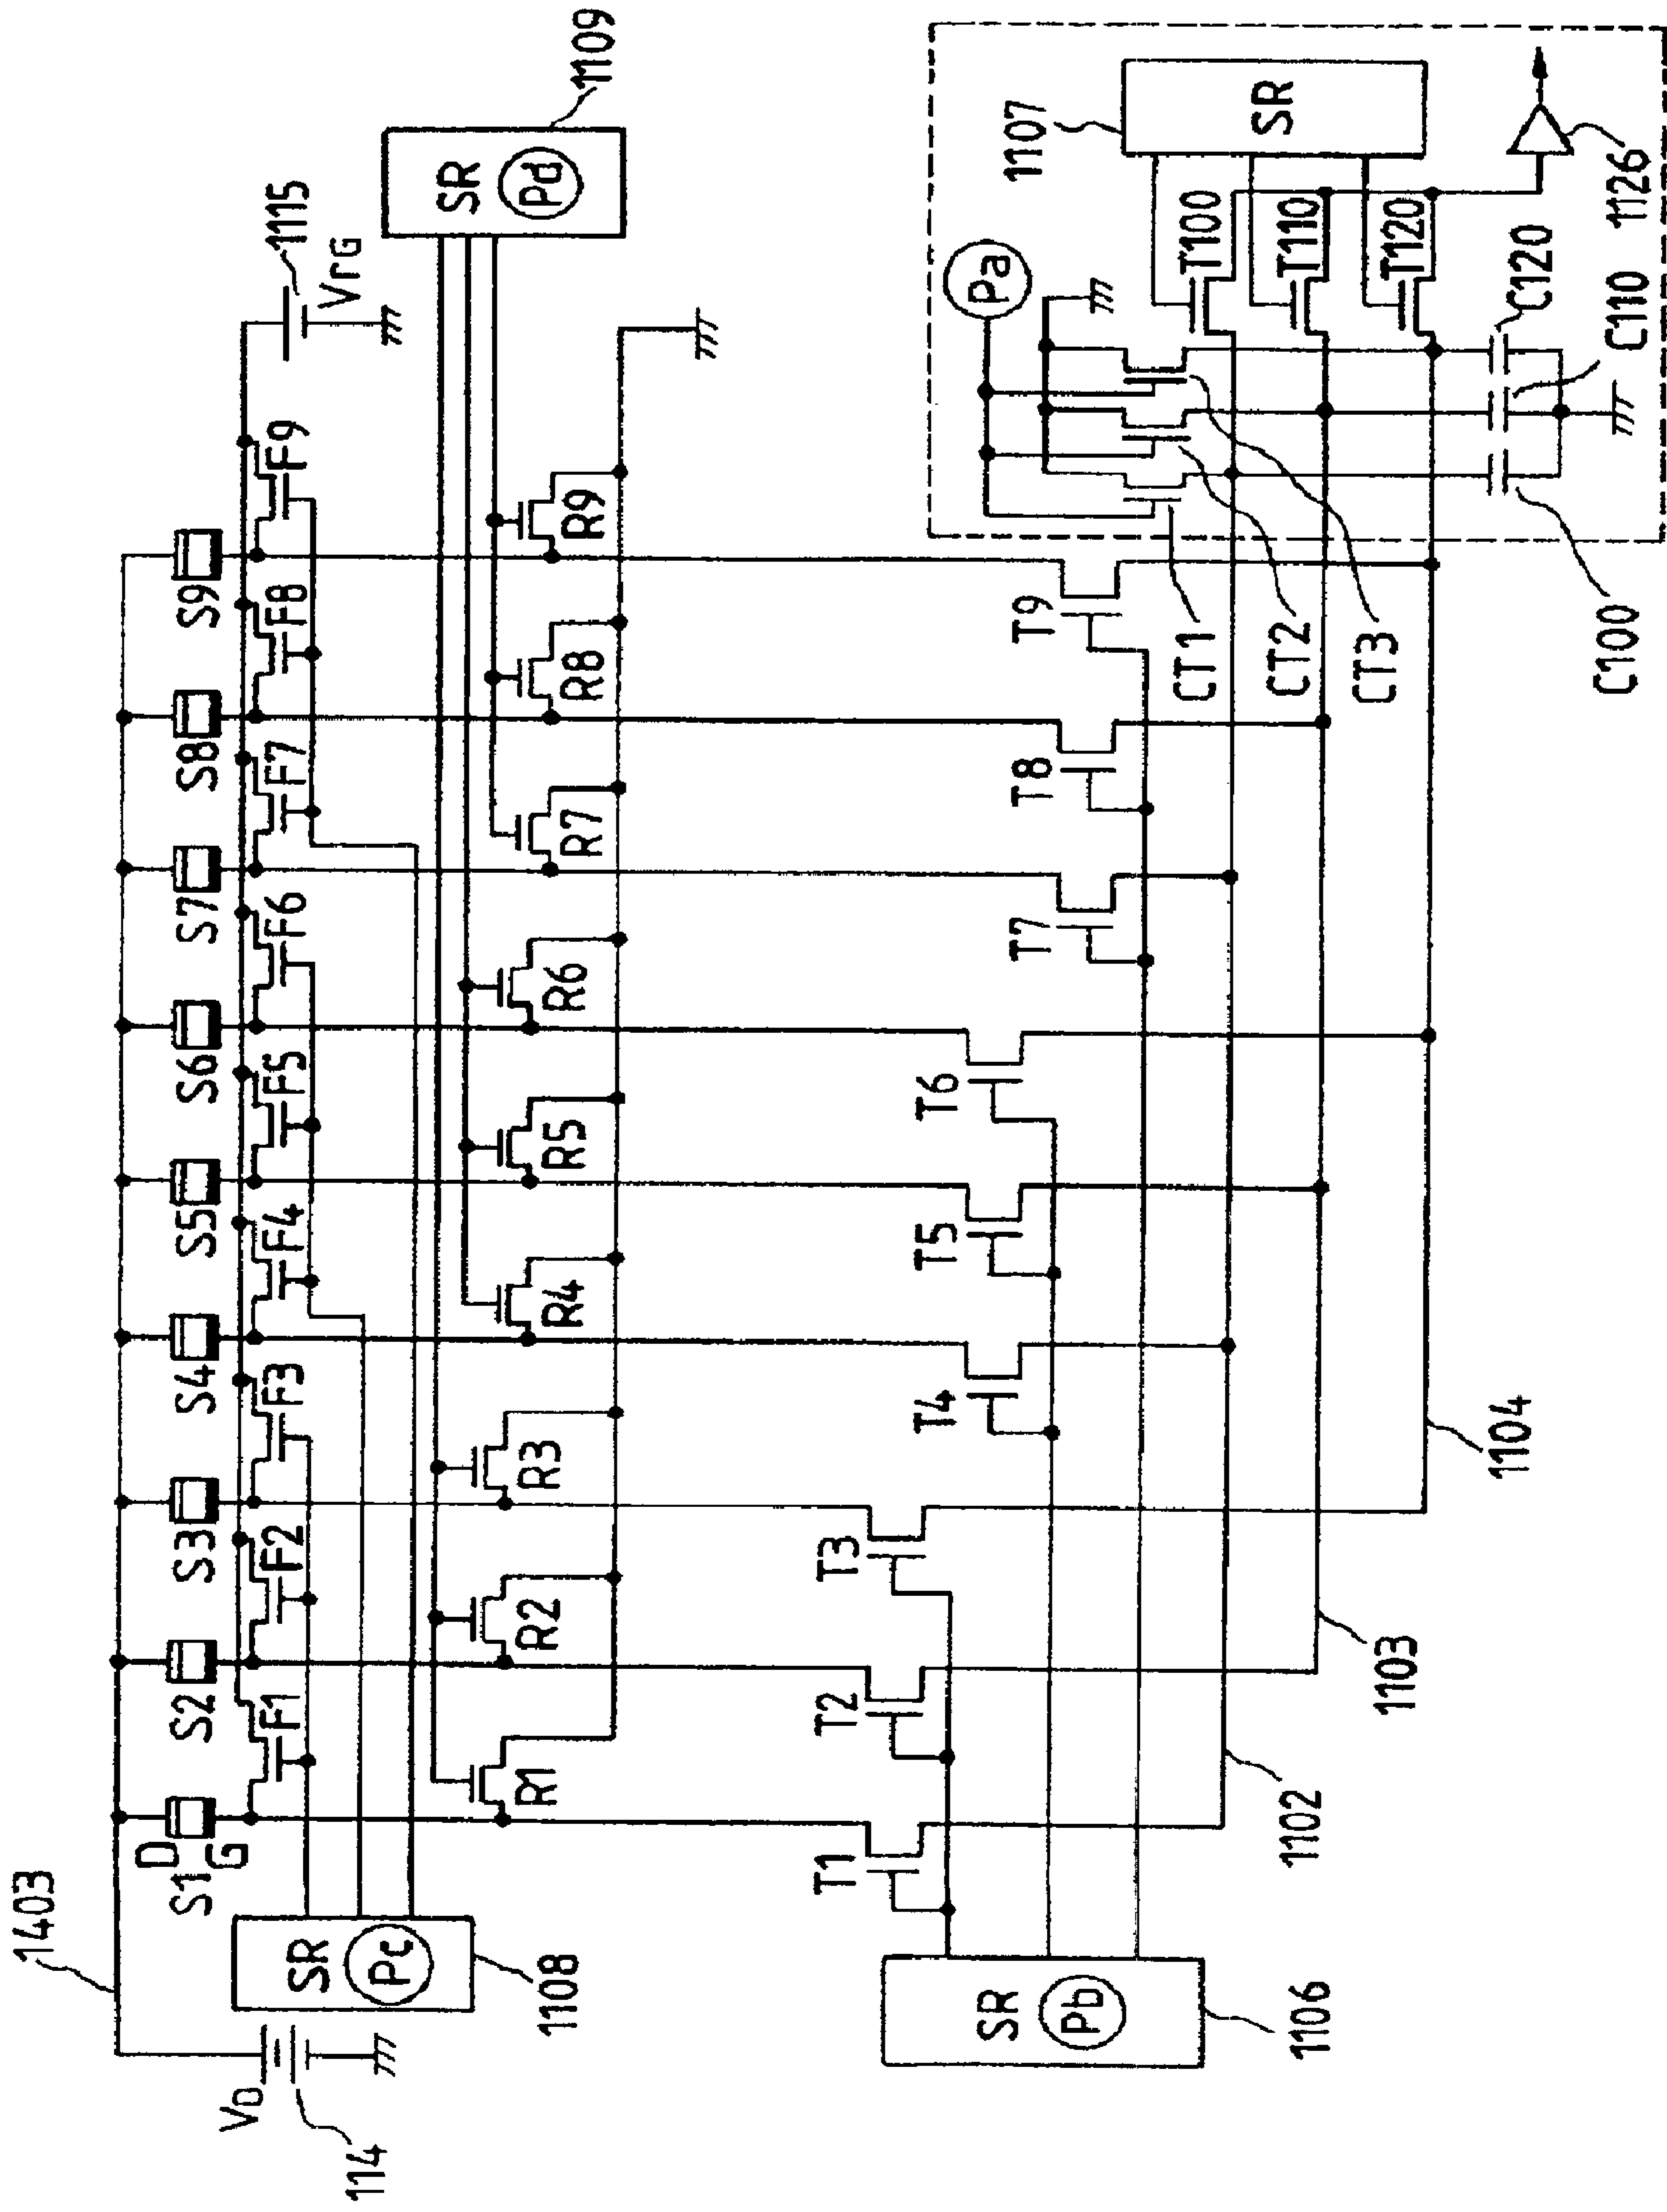 1403
D
G
S1
S2
S3
S4
S5
S6
S7
S8
S9
F1
F2
F3
F4
F5
F6
F7
F8
F9
1115
VrG
VD
114
SR
Pc
1108
SR
Pd
1109
R1
R2
R3
R4
R5
R6
R7
R8
R9
T1
T2
T3
T4
T5
T6
T7
T8
T9
SR
Pb
1106
1102
1103
1104
Pa
1107
SR
T100
T110
T120
CT1
CT2
CT3
C100
C110
C120
1126